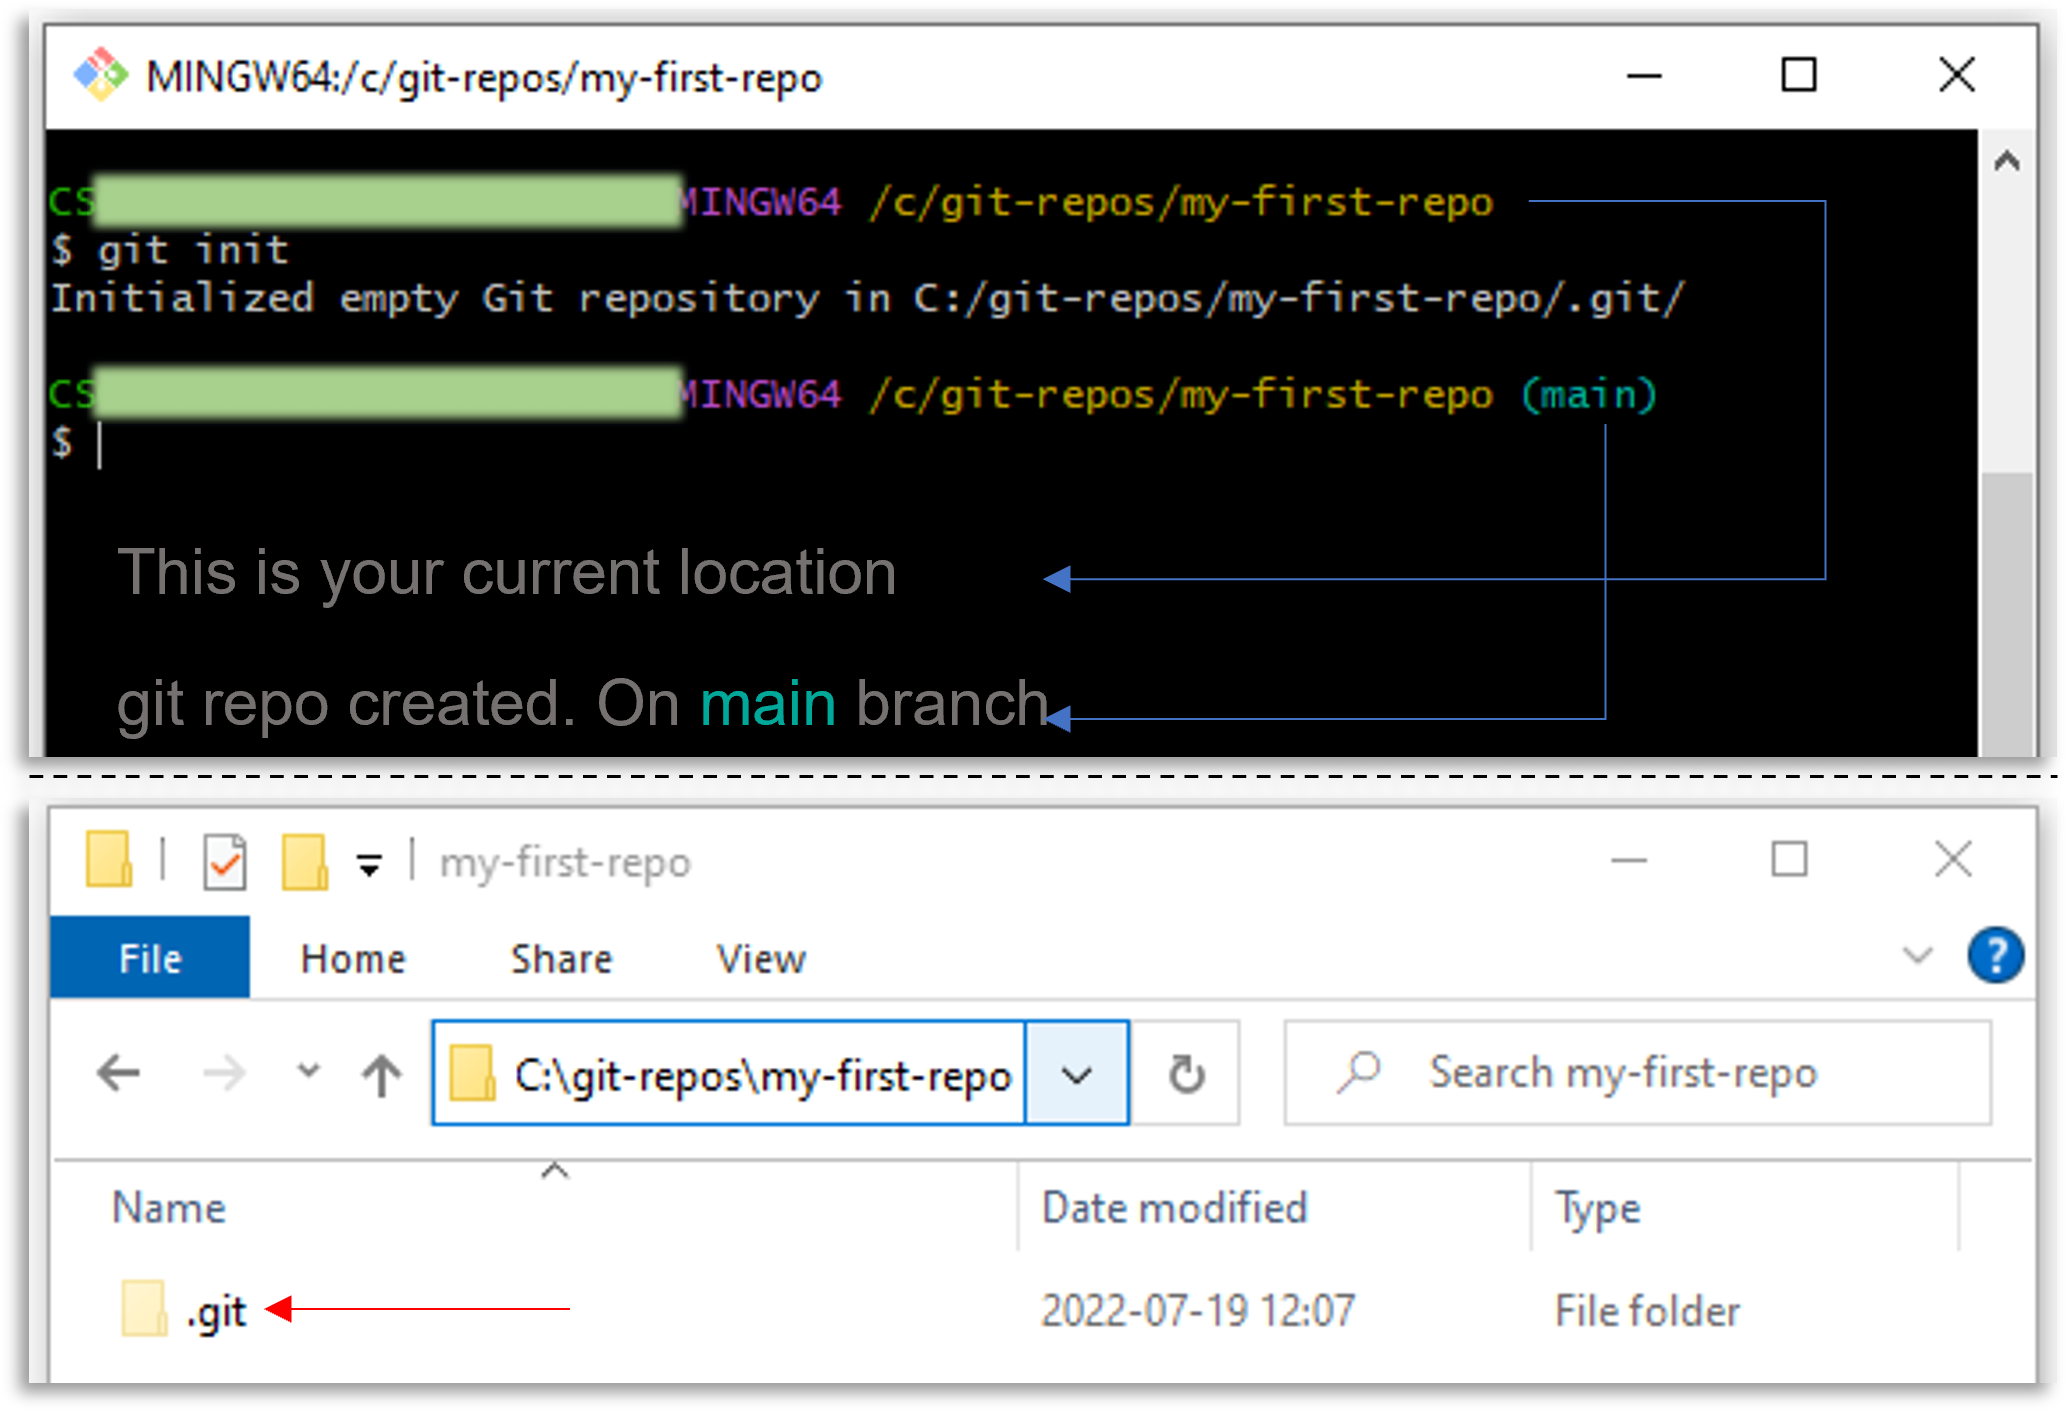 MINGW64:/c/git-repos/my-first-repo
CS MINGW64 /c/git-repos/my-first-repo
$ git init
Initialized empty Git repository in C:/git-repos/my-first-repo/.git/
CS MINGW64 /c/git-repos/my-first-repo (main)
$
This is your current location
git repo created. On main branch
my-first-repo
File Home Share View
C:\git-repos\my-first-repo
Search my-first-repo
Name Date modified Type
.git 2022-07-19 12:07 File folder